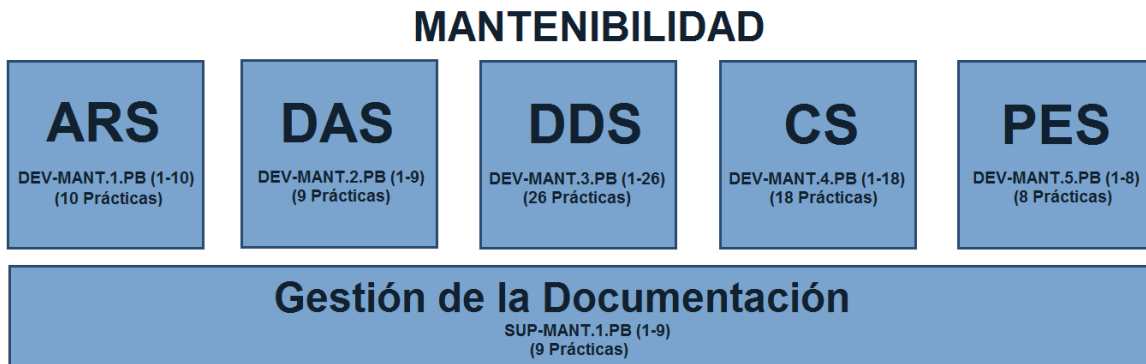 MANTENIBILIDAD
ARS
DEV-MANT.1.PB (1-10)
(10 Prácticas)
DAS
DEV-MANT.2.PB (1-9)
(9 Prácticas)
DDS
DEV-MANT.3.PB (1-26)
(26 Prácticas)
CS
DEV-MANT.4.PB (1-18)
(18 Prácticas)
PES
DEV-MANT.5.PB (1-8)
(8 Prácticas)
Gestión de la Documentación
SUP-MANT.1.PB (1-9)
(9 Prácticas)